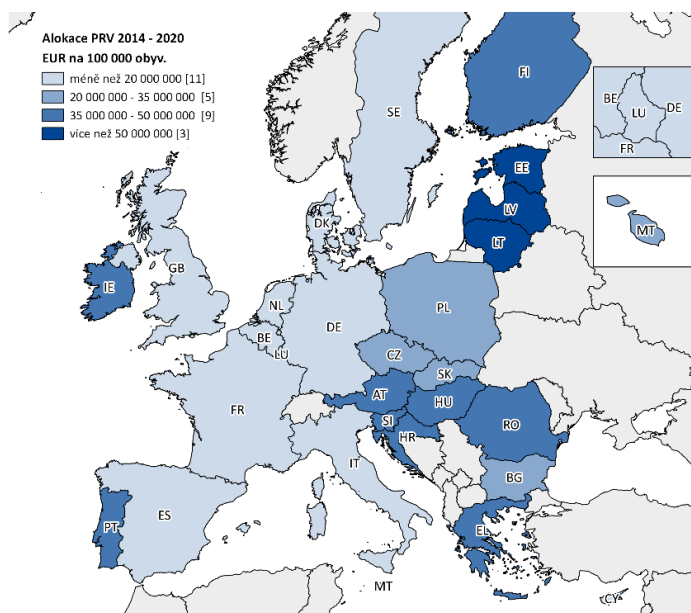 Alokace PRV 2014 - 2020
EUR na 100 000 obyv.
méně než 20 000 000 [11]
20 000 000 - 35 000 000 [5]
35 000 000 - 50 000 000 [9]
více než 50 000 000 [3]
FI
SE
BE
DE
LU
FR
EE
LV
LT
MT
DK
GB
IE
NL
PL
BE
DE
LU
CZ
SK
FR
AT
HU
SI
HR
RO
IT
BG
PT
ES
EL
MT
CY